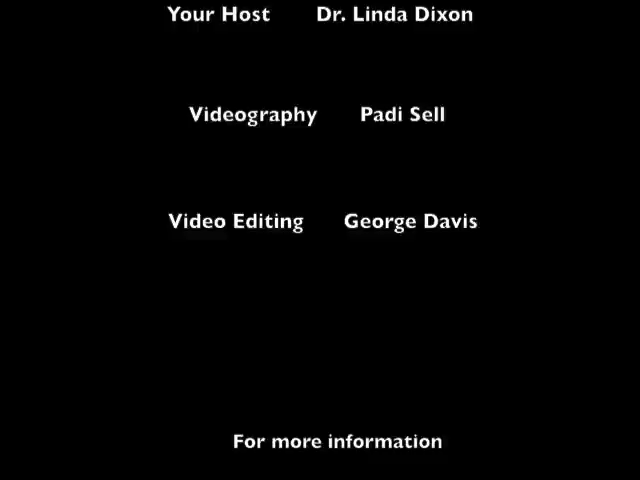 Your Host Dr. Linda Dixon
Videography Padi Sell
Video Editing George Davis
For more information